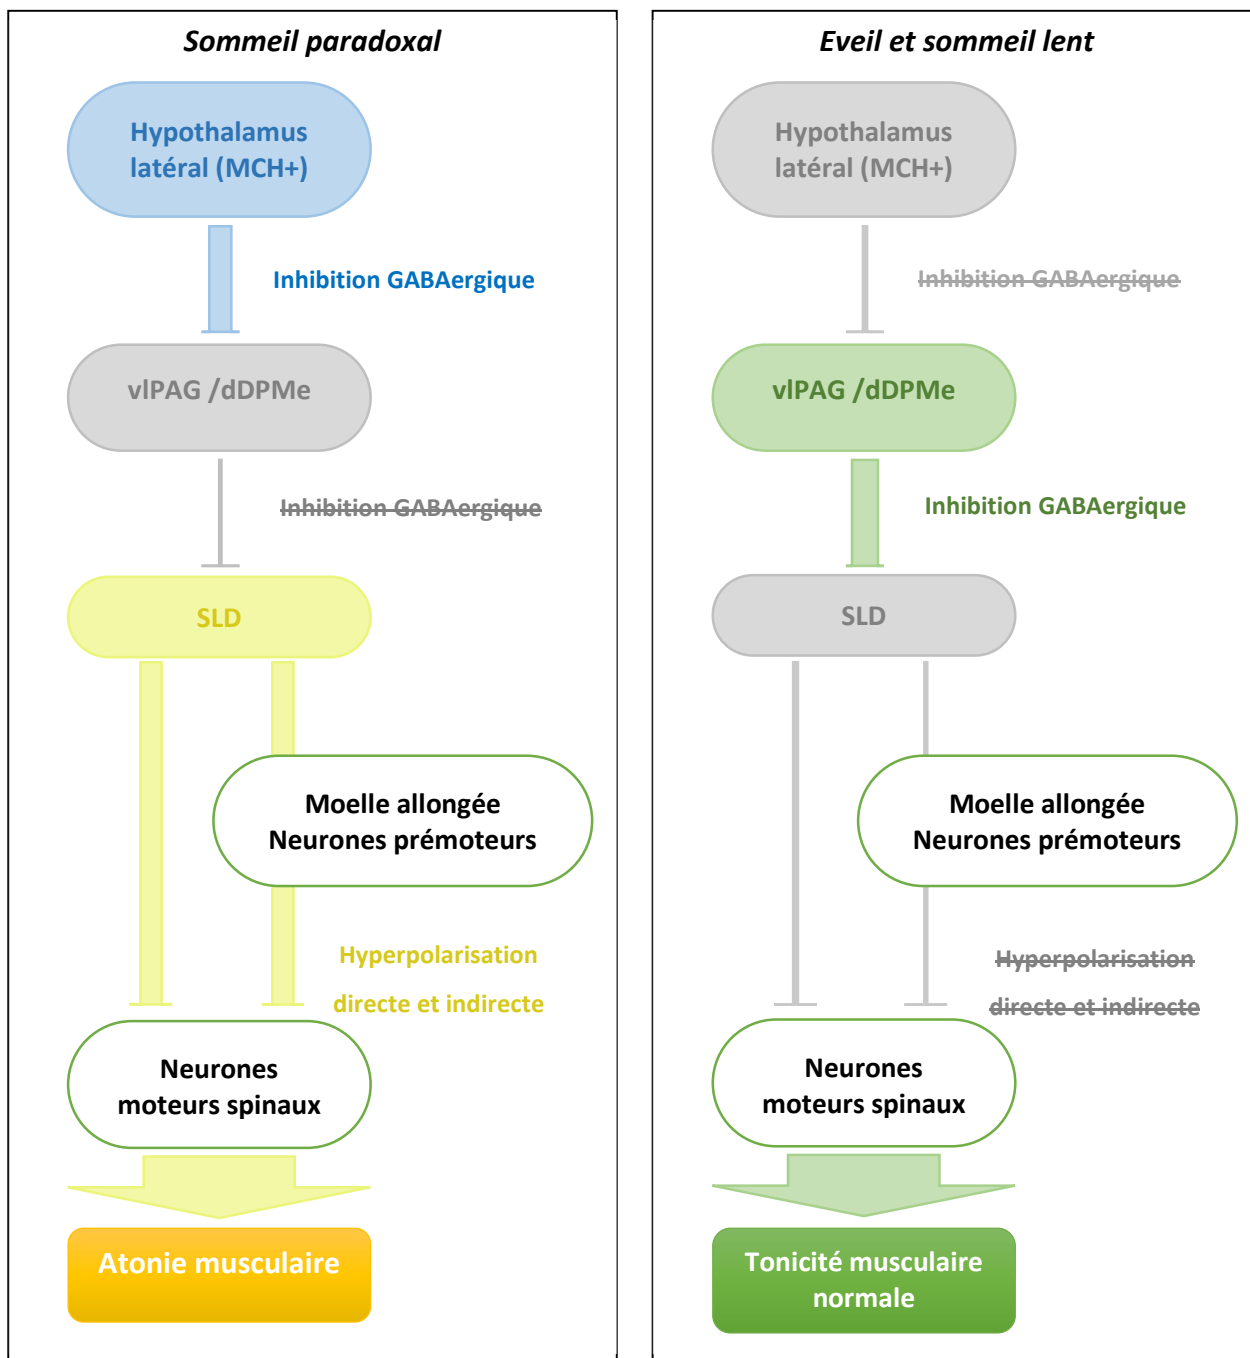 Sommeil paradoxal
Hypothalamus
latéral (MCH+)
Inhibition GABAergique
vlPAG /dDPMe
Inhibition GABAergique
SLD
Moelle allongée
Neurones prémoteurs
Hyperpolarisation
directe et indirecte
Neurones
moteurs spinaux
Atonie musculaire
Eveil et sommeil lent
Hypothalamus
latéral (MCH+)
Inhibition GABAergique
vlPAG /dDPMe
Inhibition GABAergique
SLD
Moelle allongée
Neurones prémoteurs
Hyperpolarisation
directe et indirecte
Neurones
moteurs spinaux
Tonicité musculaire
normale